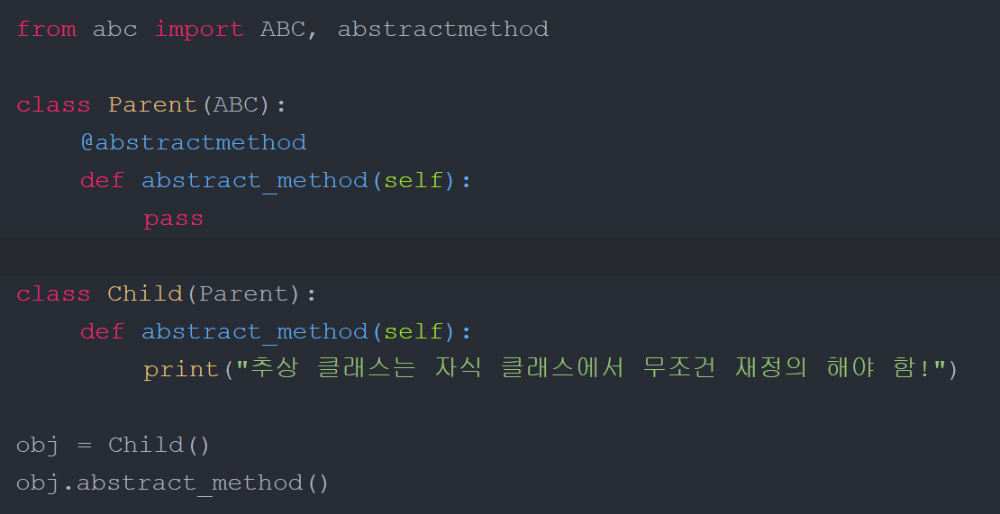 from abc import ABC, abstractmethod
class Parent(ABC):
    @abstractmethod
    def abstract_method(self):
        pass
class Child(Parent):
    def abstract_method(self):
        print("추상 클래스는 자식 클래스에서 무조건 재정의 해야 함!")
obj = Child()
obj.abstract_method()